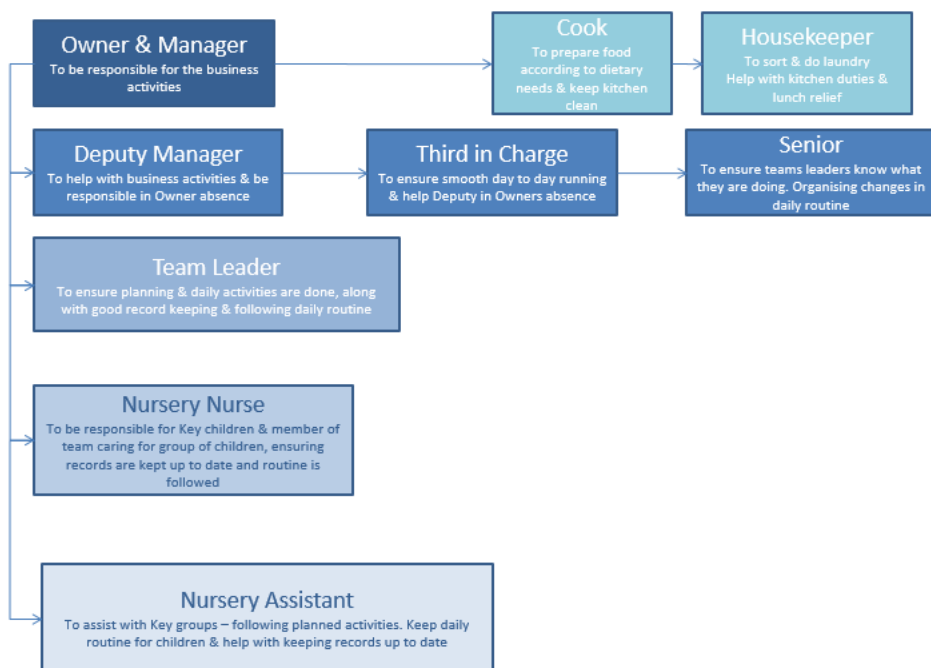 Owner & Manager
To be responsible for the business
activities
Cook
To prepare food
according to dietary
needs & keep kitchen
clean
Housekeeper
To sort & do laundry
Help with kitchen duties &
lunch relief
Deputy Manager
To help with business activities & be
responsible in Owner absence
Third in Charge
To ensure smooth day to day running
& help Deputy in Owners absence
Senior
To ensure teams leaders know what
they are doing. Organising changes in
daily routine
Team Leader
To ensure planning & daily activities are done, along
with good record keeping & following daily routine
Nursery Nurse
To be responsible for Key children & member of
team caring for group of children, ensuring
records are kept up to date and routine is
followed
Nursery Assistant
To assist with Key groups – following planned activities. Keep daily
routine for children & help with keeping records up to date